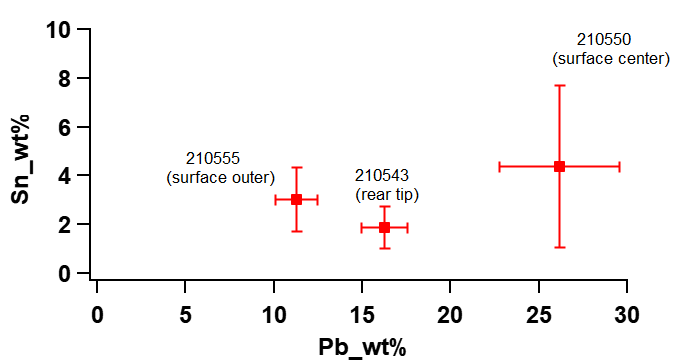 10
8
6
4
2
0
Sn_wt%
210550
(surface center)
210555
(surface outer)
210543
(rear tip)
0 5 10 15 20 25 30
Pb_wt%